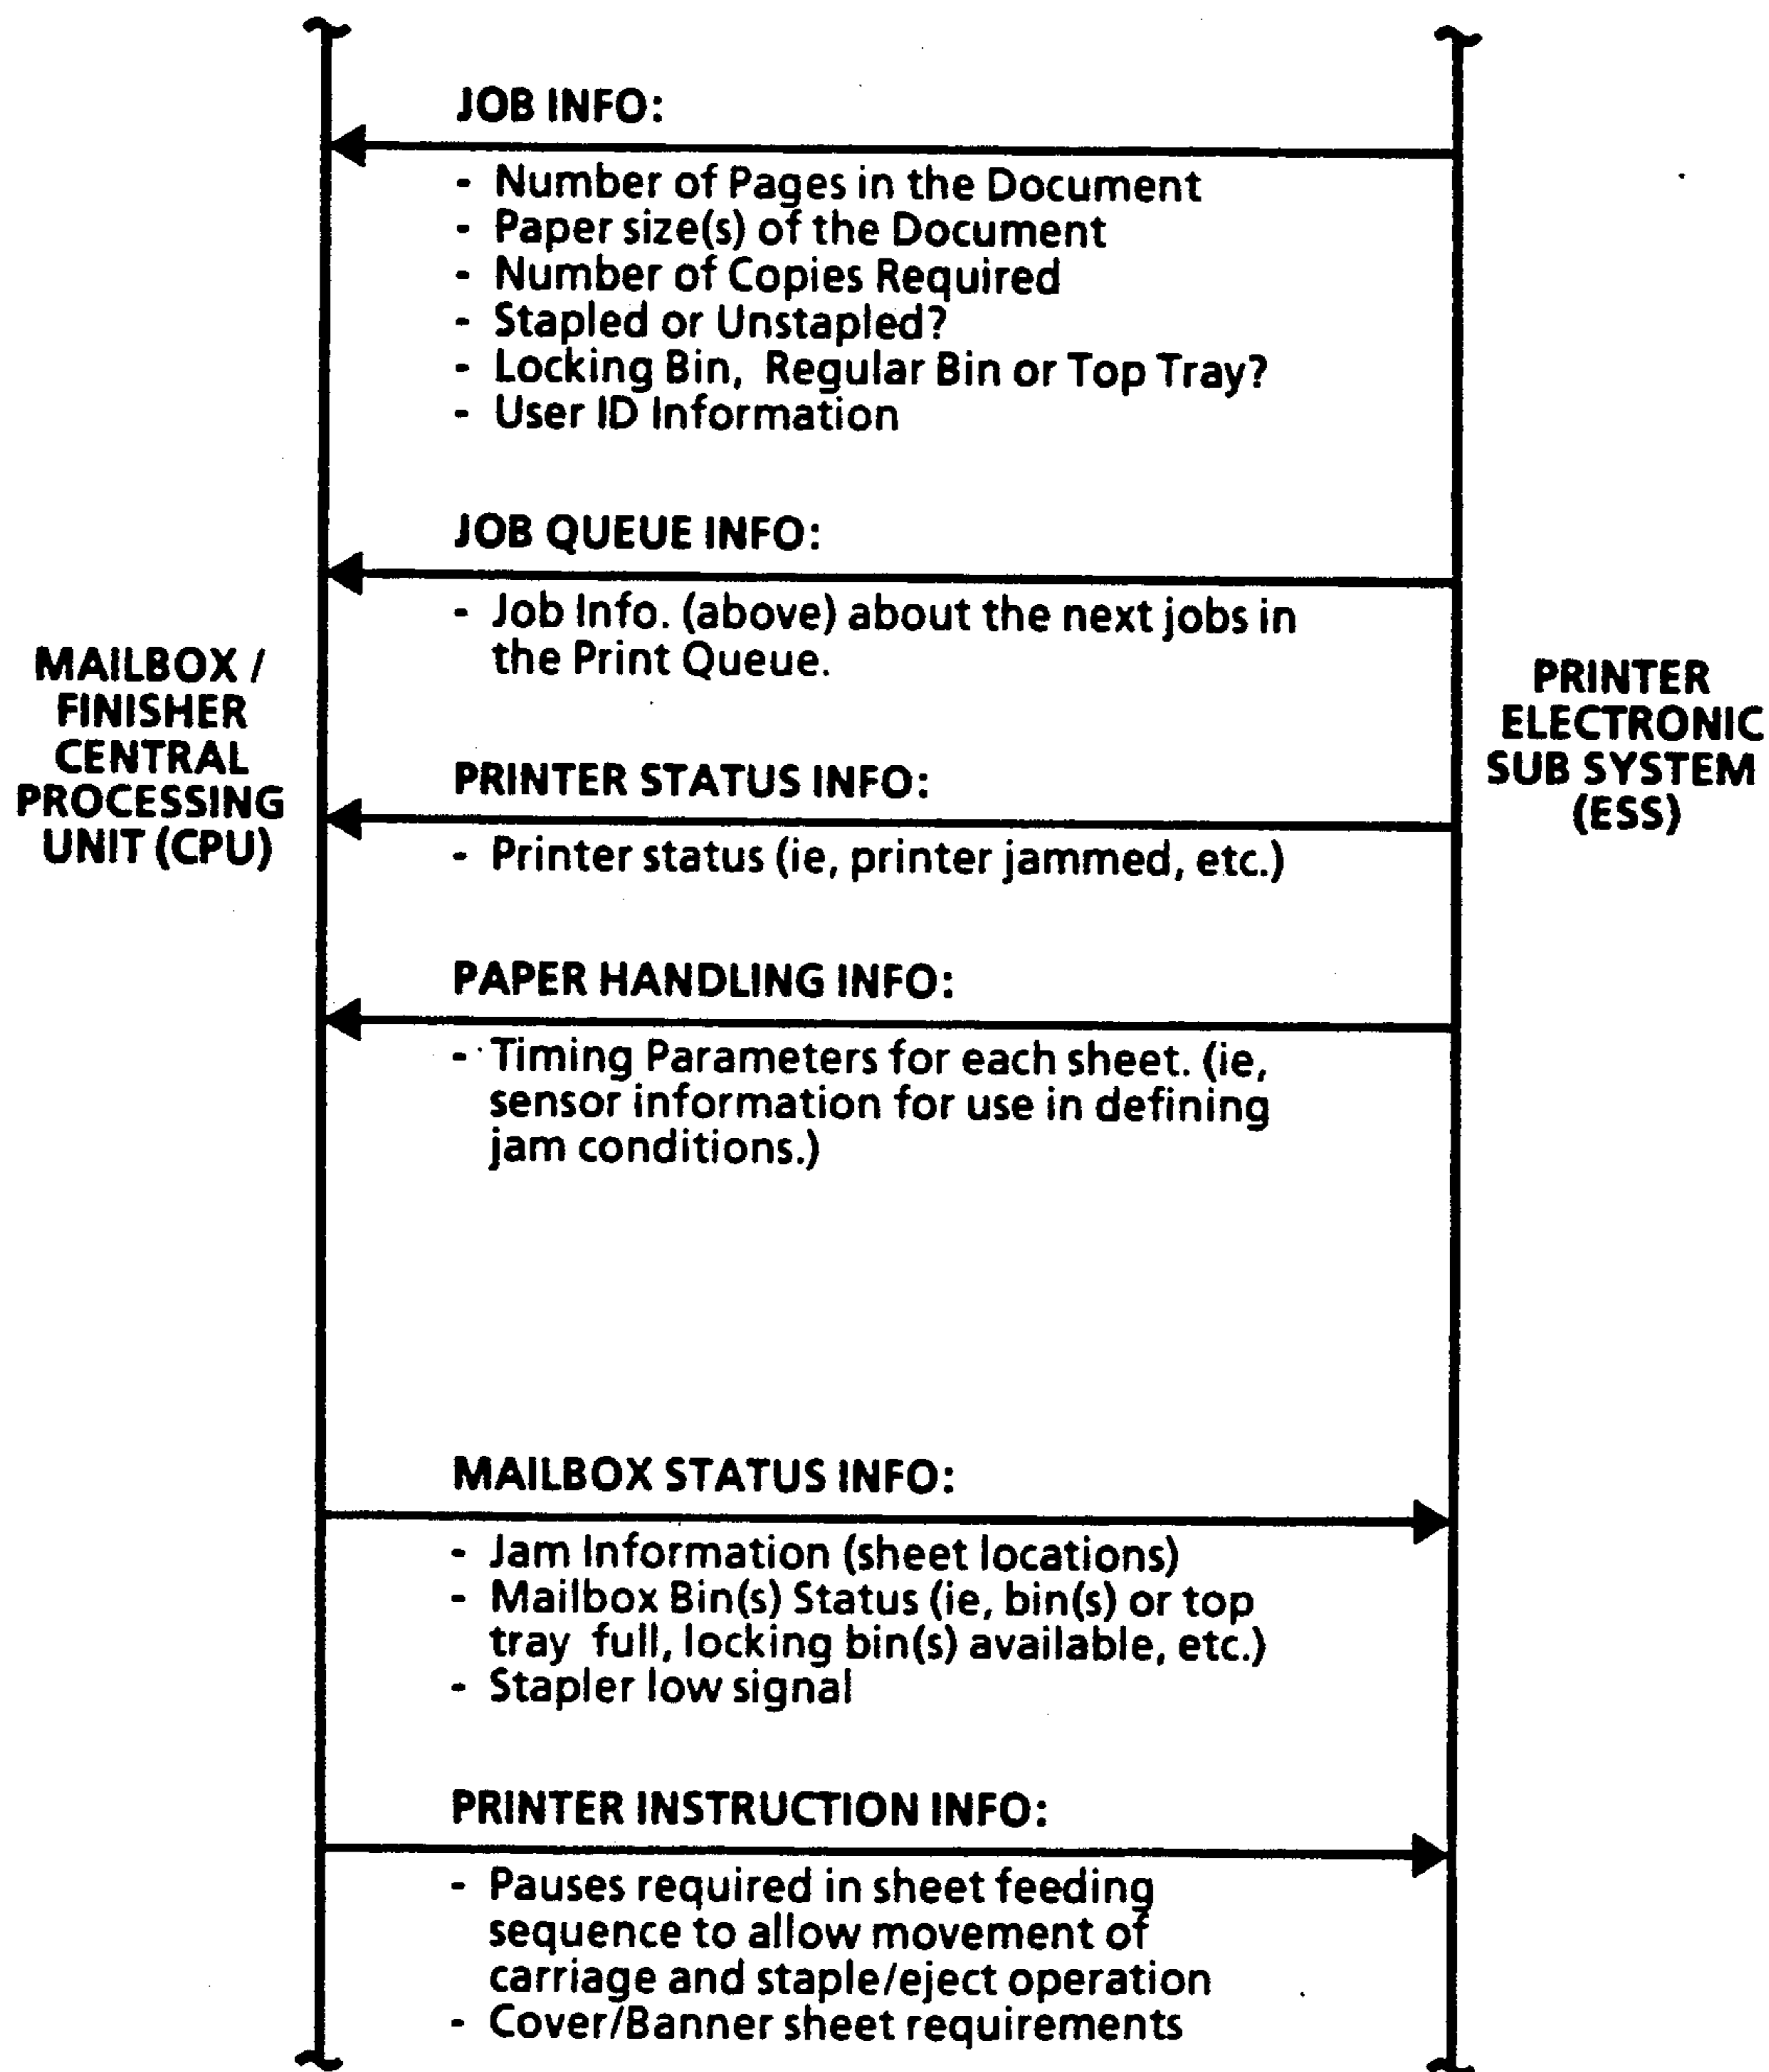 JOB INFO:
- Number of Pages in the Document
- Paper size(s) of the Document
- Number of Copies Required
- Stapled or Unstapled?
- Locking Bin, Regular Bin or Top Tray?
- User ID Information
JOB QUEUE INFO:
- Job Info. (above) about the next jobs in
the Print Queue.
MAILBOX /
FINISHER
CENTRAL
PROCESSING
UNIT (CPU)
PRINTER
ELECTRONIC
SUB SYSTEM
(ESS)
PRINTER STATUS INFO:
- Printer status (ie, printer jammed, etc.)
PAPER HANDLING INFO:
- Timing Parameters for each sheet. (ie,
sensor information for use in defining
jam conditions.)
MAILBOX STATUS INFO:
- Jam Information (sheet locations)
- Mailbox Bin(s) Status (ie, bin(s) or top
tray full, locking bin(s) available, etc.)
- Stapler low signal
PRINTER INSTRUCTION INFO:
- Pauses required in sheet feeding
sequence to allow movement of
carriage and staple/eject operation
- Cover/Banner sheet requirements